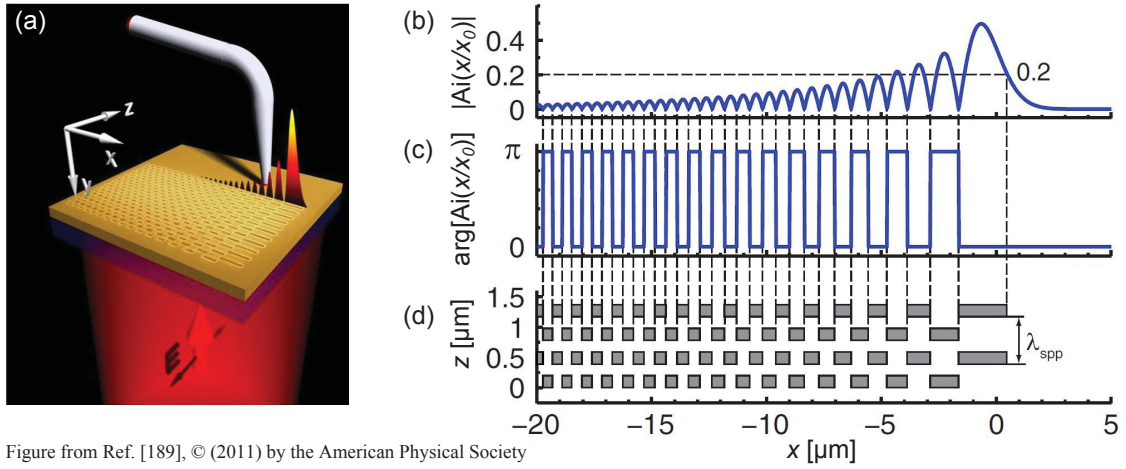 (a)
z
x
y
E
(b)
|Ai(x/x₀)|
0.4
0.2
0
0.2
(c)
arg[Ai(x/x₀)]
π
0
(d)
z [μm]
1.5
1
0.5
0
λspp
−20 −15 −10 −5 0 5
x [μm]
Figure from Ref. [189], © (2011) by the American Physical Society